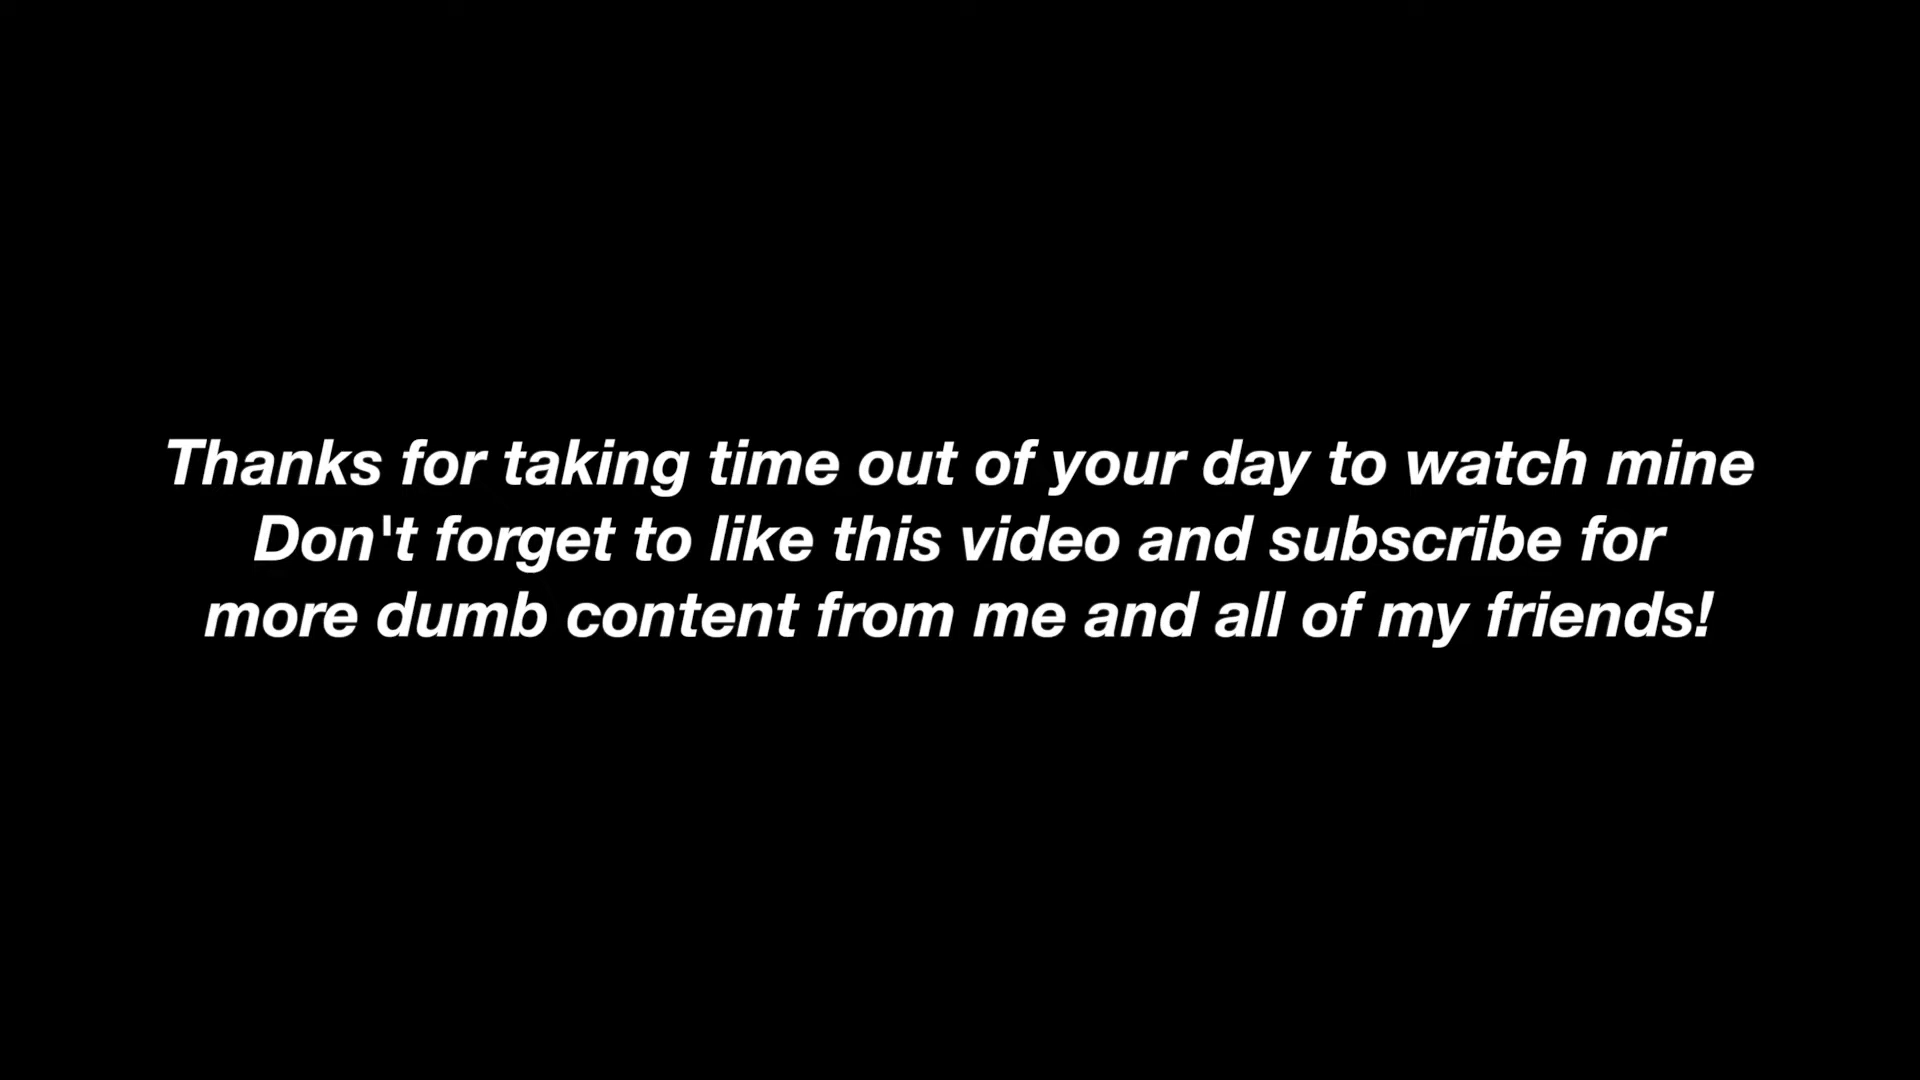 Thanks for taking time out of your day to watch mine
Don't forget to like this video and subscribe for
more dumb content from me and all of my friends!